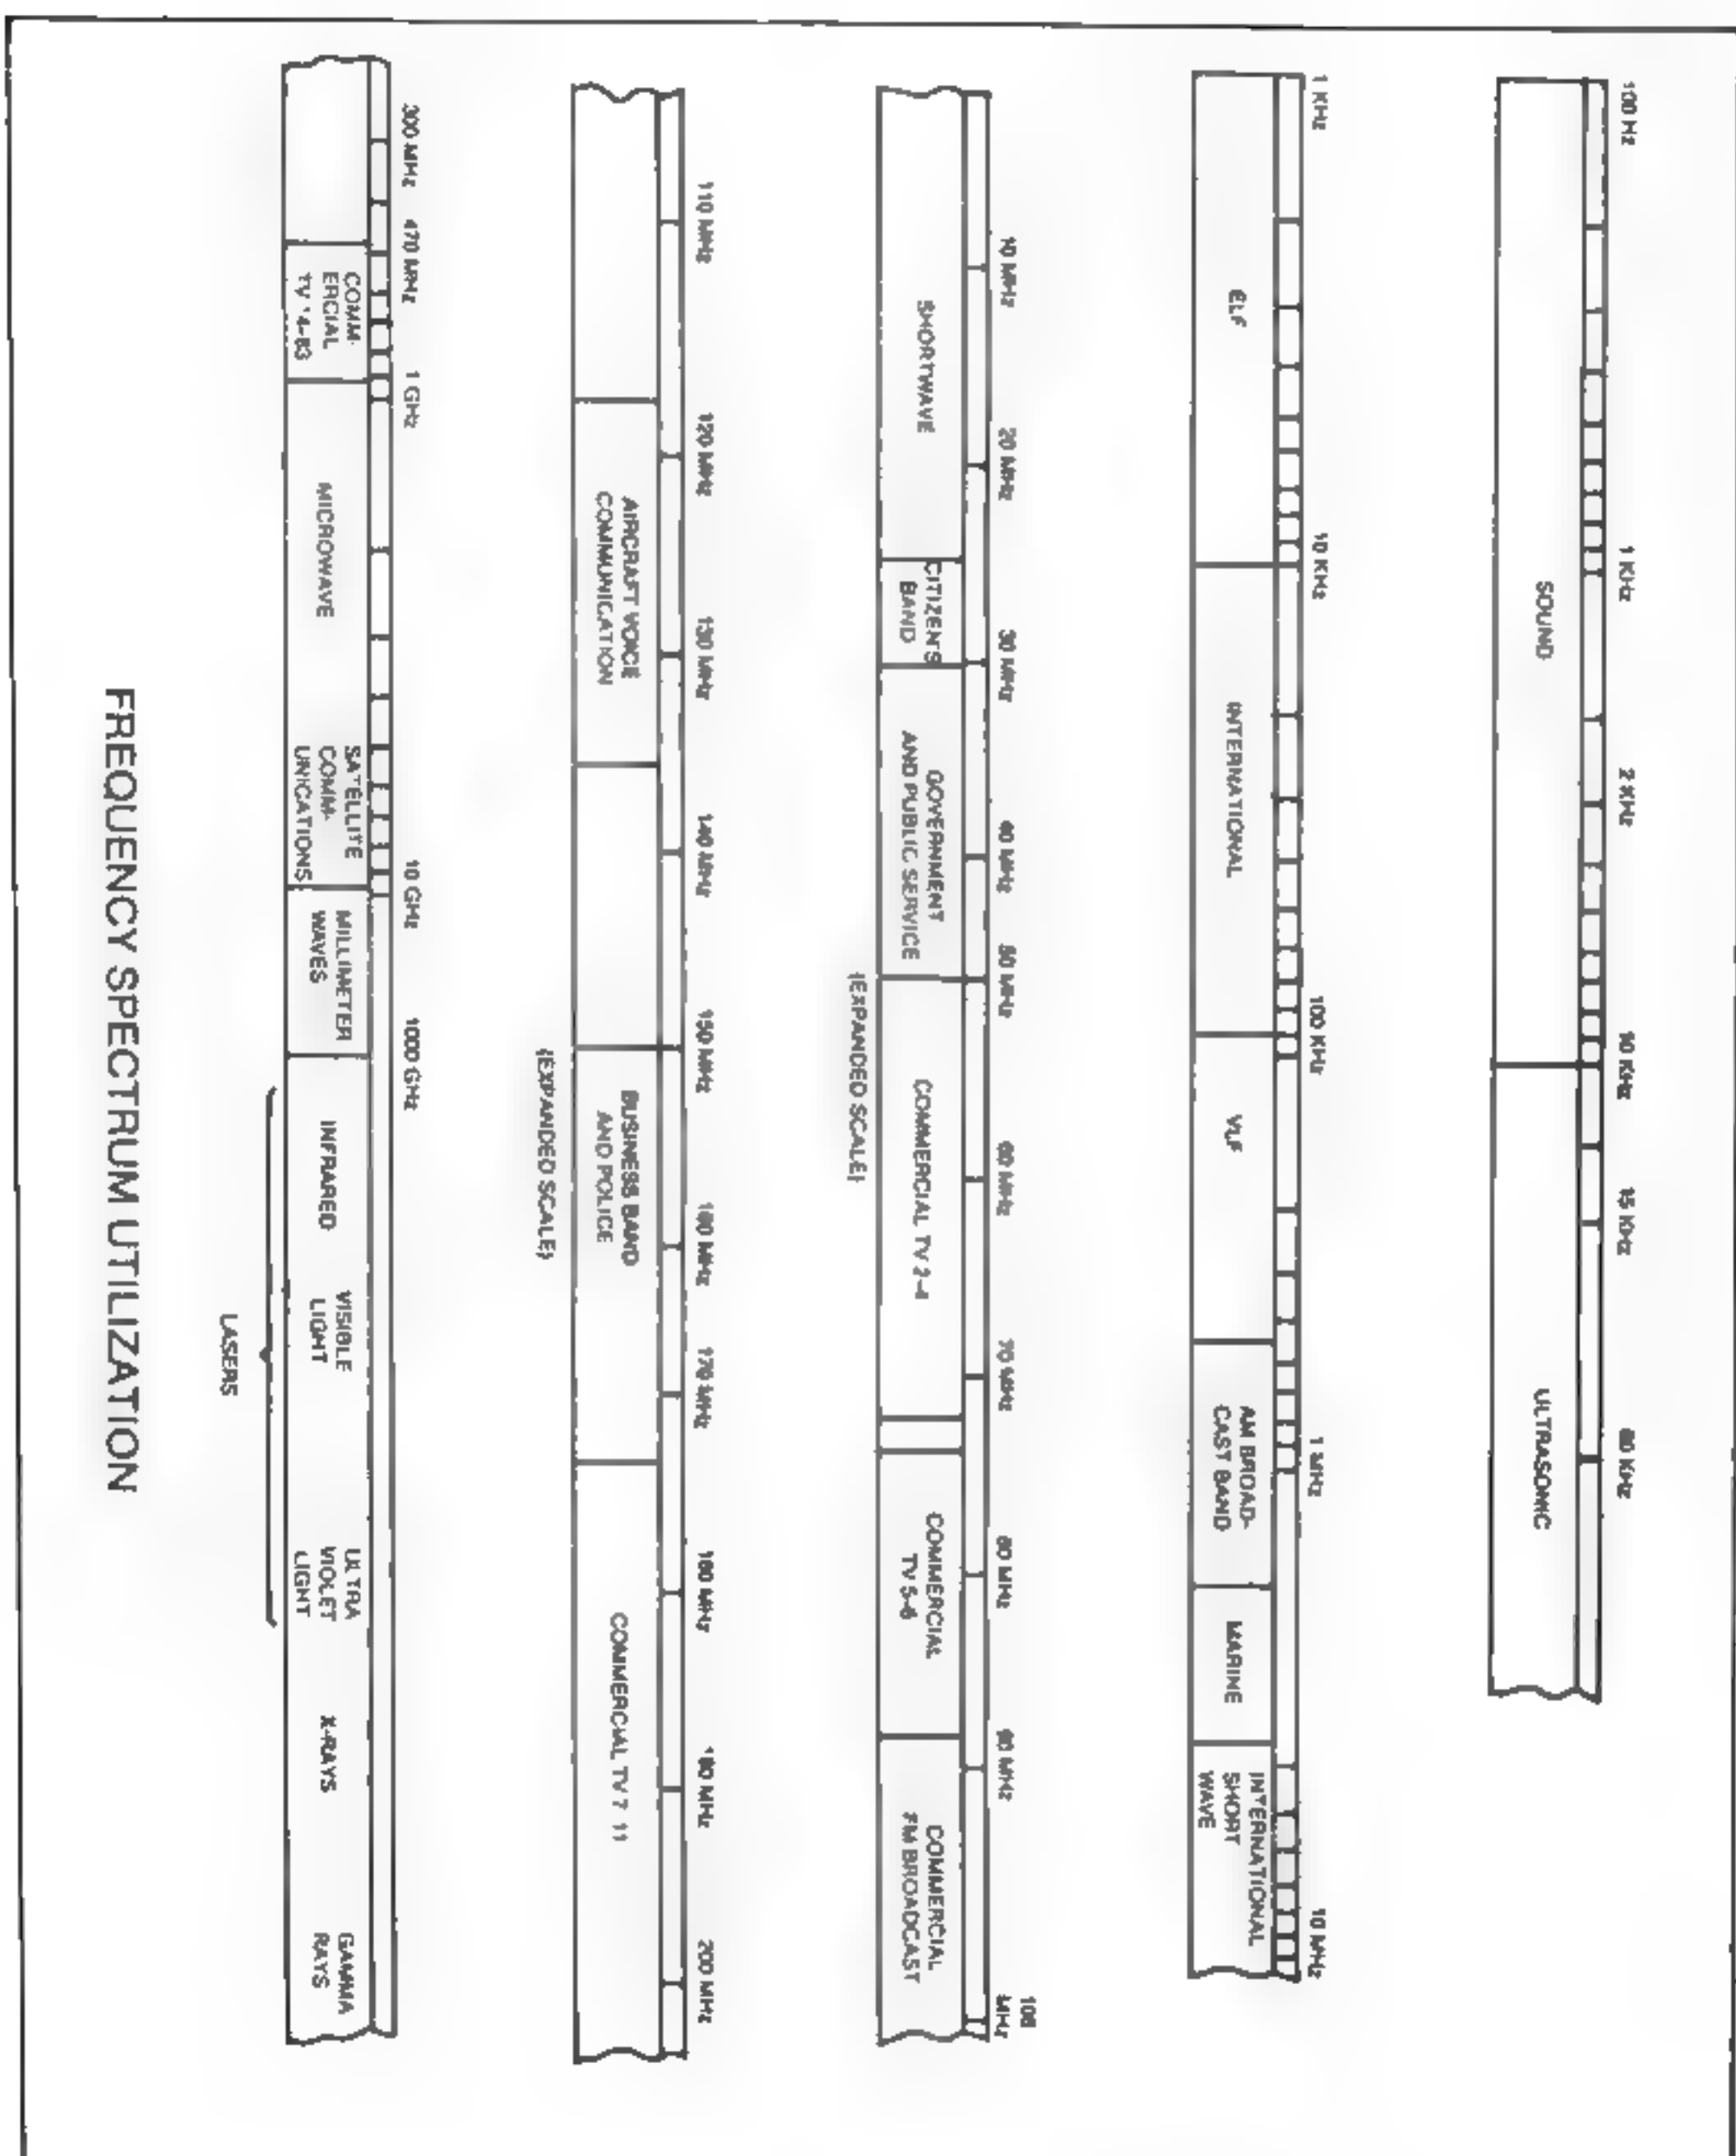 100 Hz 1 KHz 2 KHz 10 KHz 15 KHz
SOUND ULTRASONIC
1 KHz 10 KHz 100 KHz 1 MHz 10 MHz
ELF INTERNATIONAL VLF AM BROAD-
CAST BAND MARINE INTERNATIONAL
SHORT
WAVE
10 MHz 20 MHz 30 MHz 40 MHz 50 MHz 60 MHz 70 MHz 80 MHz 90 MHz 108
MHz
SHORTWAVE CITIZENS
BAND GOVERNMENT
AND PUBLIC SERVICE COMMERCIAL TV 2-4 COMMERCIAL
TV 5-6 COMMERCIAL
FM BROADCAST
(EXPANDED SCALE)
110 MHz 120 MHz 130 MHz 140 MHz 150 MHz 160 MHz 170 MHz 180 MHz 190 MHz 200 MHz
AIRCRAFT VOICE
COMMUNICATION BUSINESS BAND
AND POLICE COMMERCIAL TV 7 11
(EXPANDED SCALE)
300 MHz 470 MHz 1 GHz 10 GHz 1000 GHz
COMM-
ERCIAL
TV 14-83 MICROWAVE SATELLITE
COMM-
UNICATIONS MILLIMETER
WAVES INFRARED VISIBLE
LIGHT ULTRA
VIOLET
LIGHT X-RAYS GAMMA
RAYS
LASERS
FREQUENCY SPECTRUM UTILIZATION